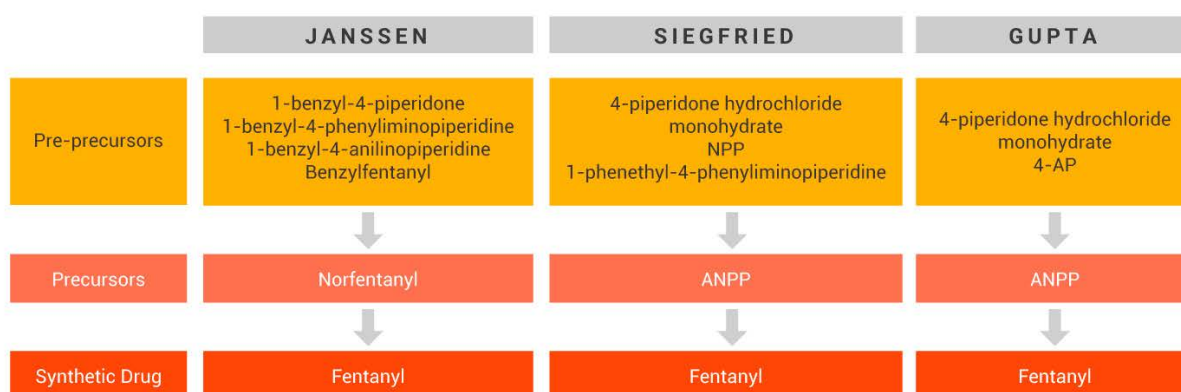 JANSSEN
SIEGFRIED
GUPTA
Pre-precursors
1-benzyl-4-piperidone
1-benzyl-4-phenyliminopiperidine
1-benzyl-4-anilinopiperidine
Benzylfentanyl
4-piperidone hydrochloride
monohydrate
NPP
1-phenethyl-4-phenyliminopiperidine
4-piperidone hydrochloride
monohydrate
4-AP
Precursors
Norfentanyl
ANPP
ANPP
Synthetic Drug
Fentanyl
Fentanyl
Fentanyl